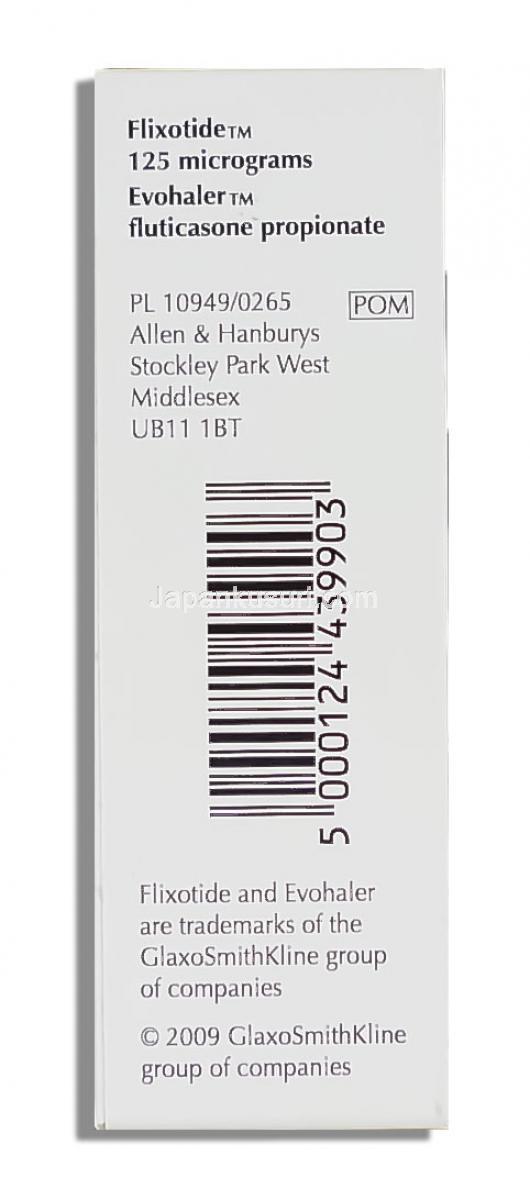 Flixotide™
125 micrograms
Evohaler™
fluticasone propionate
PL 10949/0265 POM
Allen & Hanburys
Stockley Park West
Middlesex
UB11 1BT
5 000124 439903
Japankusuri.com
Flixotide and Evohaler
are trademarks of the
GlaxoSmithKline group
of companies
© 2009 GlaxoSmithKline
group of companies